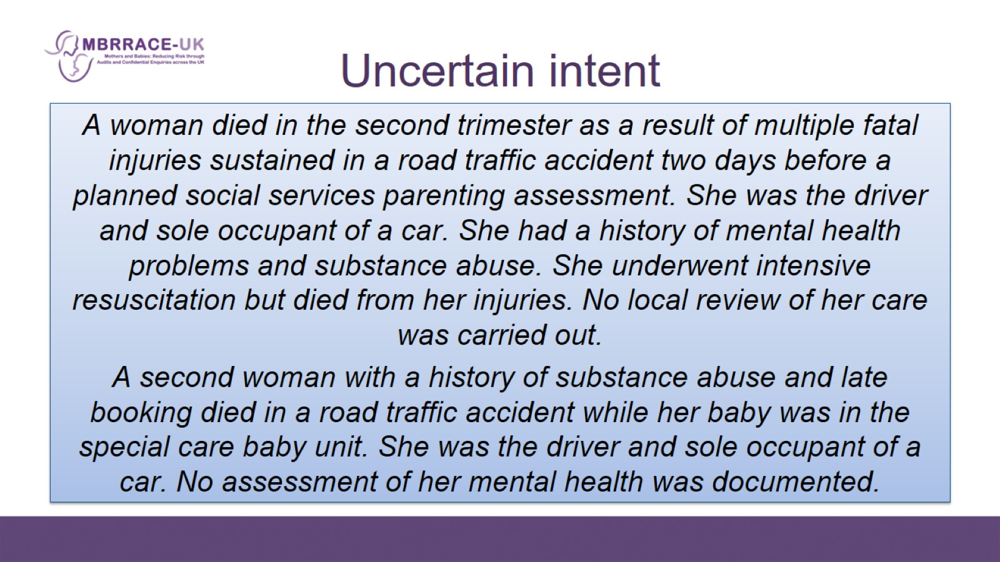 MBRRACE-UK
Mothers and Babies: Reducing Risk through
Audits and Confidential Enquiries across the UK
Uncertain intent
A woman died in the second trimester as a result of multiple fatal
injuries sustained in a road traffic accident two days before a
planned social services parenting assessment. She was the driver
and sole occupant of a car. She had a history of mental health
problems and substance abuse. She underwent intensive
resuscitation but died from her injuries. No local review of her care
was carried out.
A second woman with a history of substance abuse and late
booking died in a road traffic accident while her baby was in the
special care baby unit. She was the driver and sole occupant of a
car. No assessment of her mental health was documented.